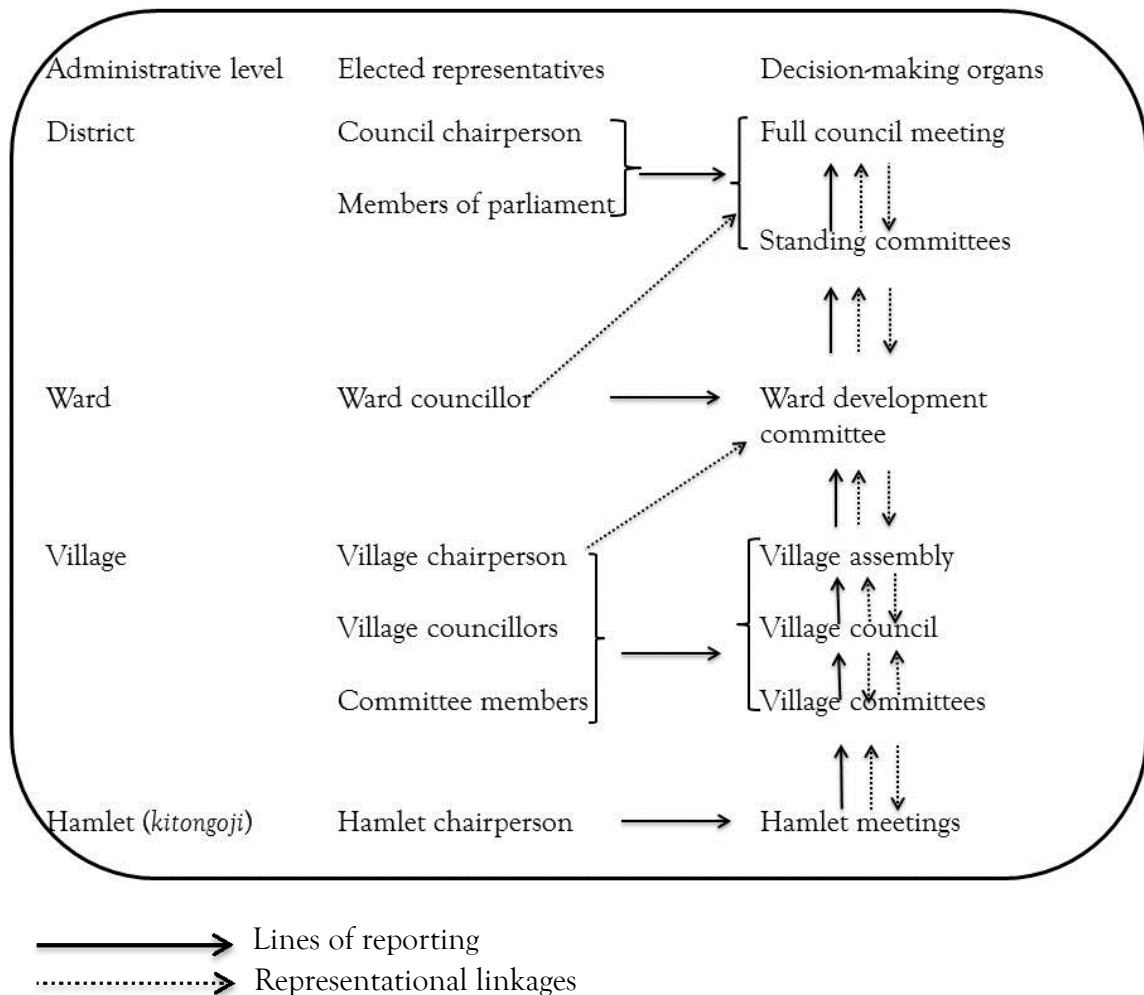 Administrative level Elected representatives Decision-making organs
District Council chairperson Full council meeting
Members of parliament
Standing committees
Ward Ward councillor Ward development
committee
Village Village chairperson Village assembly
Village councillors Village council
Committee members Village committees
Hamlet (kitongoji) Hamlet chairperson Hamlet meetings
Lines of reporting
Representational linkages